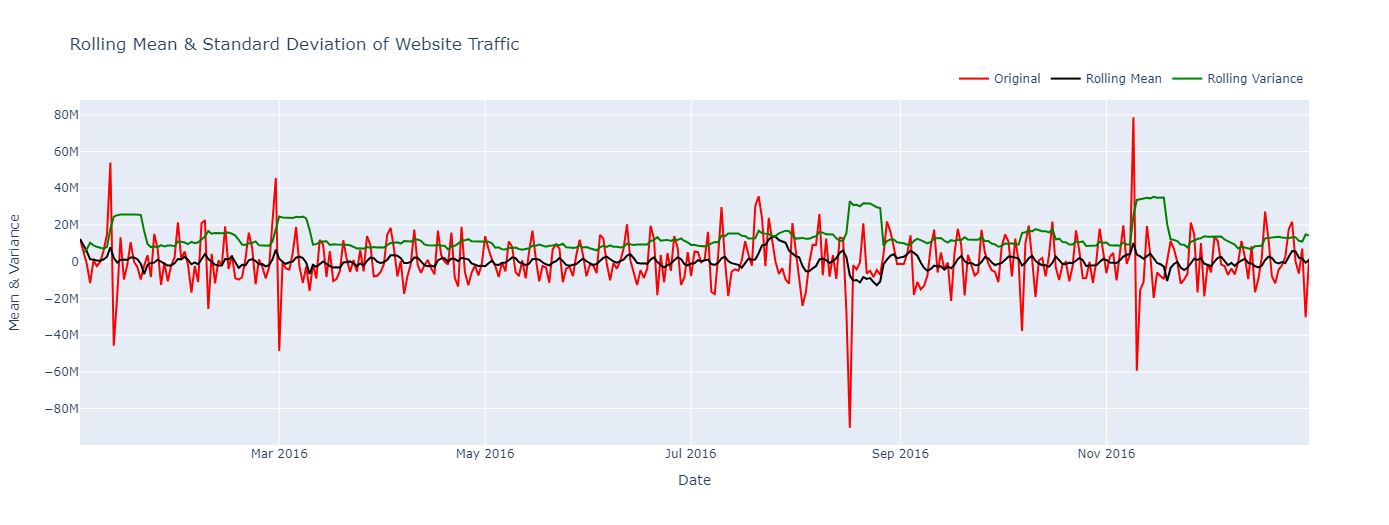 Rolling Mean & Standard Deviation of Website Traffic
Original Rolling Mean Rolling Variance
80M
60M
40M
20M
0
−20M
−40M
−60M
−80M
Mean & Variance
Mar 2016 May 2016 Jul 2016 Sep 2016 Nov 2016
Date